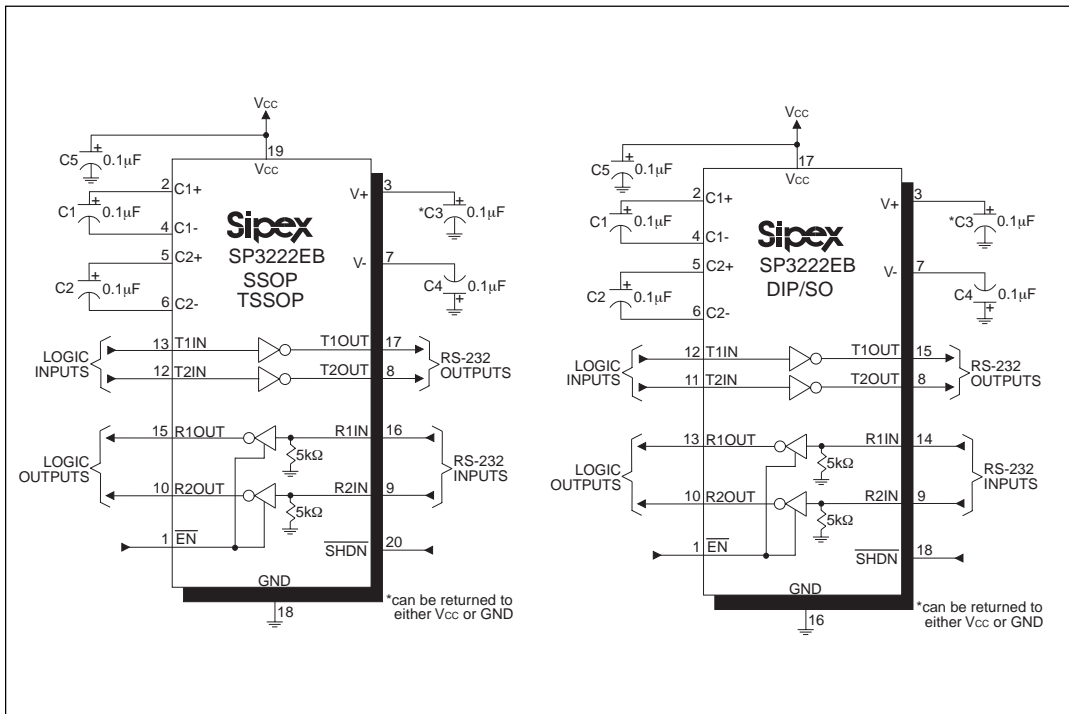 VCC
C5
+
0.1µF
19
VCC
2
C1+
C1
+
0.1µF
4
C1-
5
C2+
C2
+
0.1µF
6
C2-
V+
3
*C3
+
0.1µF
V-
7
C4
+
0.1µF
Sipex
SP3222EB
SSOP
TSSOP
LOGIC
INPUTS
13
T1IN
T1OUT
17
12
T2IN
T2OUT
8
RS-232
OUTPUTS
LOGIC
OUTPUTS
15
R1OUT
R1IN
16
5kΩ
10
R2OUT
R2IN
9
5kΩ
RS-232
INPUTS
1
EN
SHDN
20
GND
18
*can be returned to
either VCC or GND
VCC
C5
+
0.1µF
17
VCC
2
C1+
C1
+
0.1µF
4
C1-
5
C2+
C2
+
0.1µF
6
C2-
V+
3
*C3
+
0.1µF
V-
7
C4
+
0.1µF
Sipex
SP3222EB
DIP/SO
LOGIC
INPUTS
12
T1IN
T1OUT
15
11
T2IN
T2OUT
8
RS-232
OUTPUTS
LOGIC
OUTPUTS
13
R1OUT
R1IN
14
5kΩ
10
R2OUT
R2IN
9
5kΩ
RS-232
INPUTS
1
EN
SHDN
18
GND
16
*can be returned to
either VCC or GND